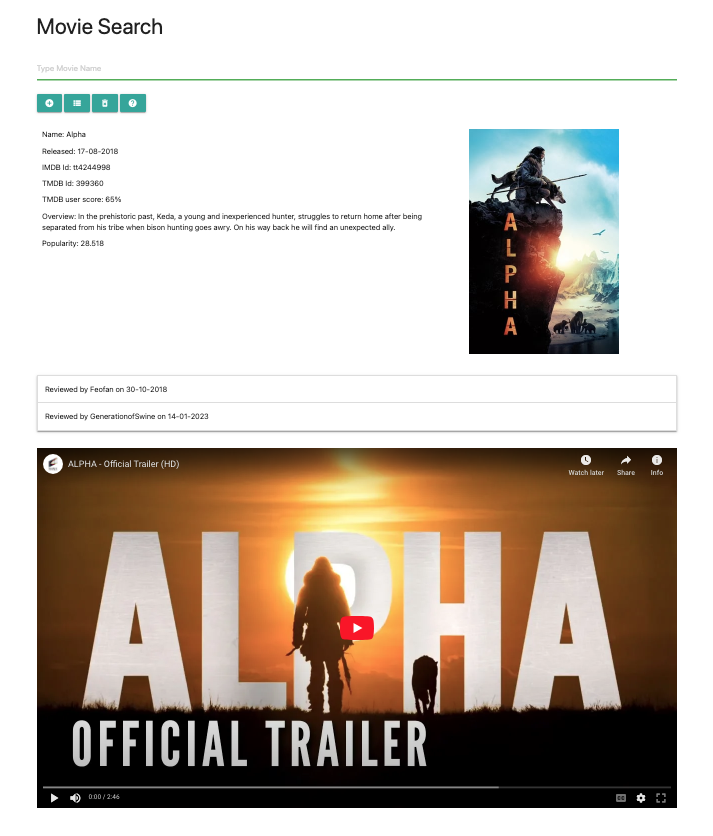 Movie Search
Type Movie Name
Name: Alpha
Released: 17-08-2018
IMDB Id: tt4244998
TMDB Id: 399360
TMDB user score: 65%
Overview: In the prehistoric past, Keda, a young and inexperienced hunter, struggles to return home after being
separated from his tribe when bison hunting goes awry. On his way back he will find an unexpected ally.
Popularity: 28.518
A
L
P
H
A
Reviewed by Feofan on 30-10-2018
Reviewed by GenerationofSwine on 14-01-2023
ALPHA - Official Trailer (HD)
Watch later
Share
Info
ALPHA
OFFICIAL TRAILER
0:00 / 2:46
CC